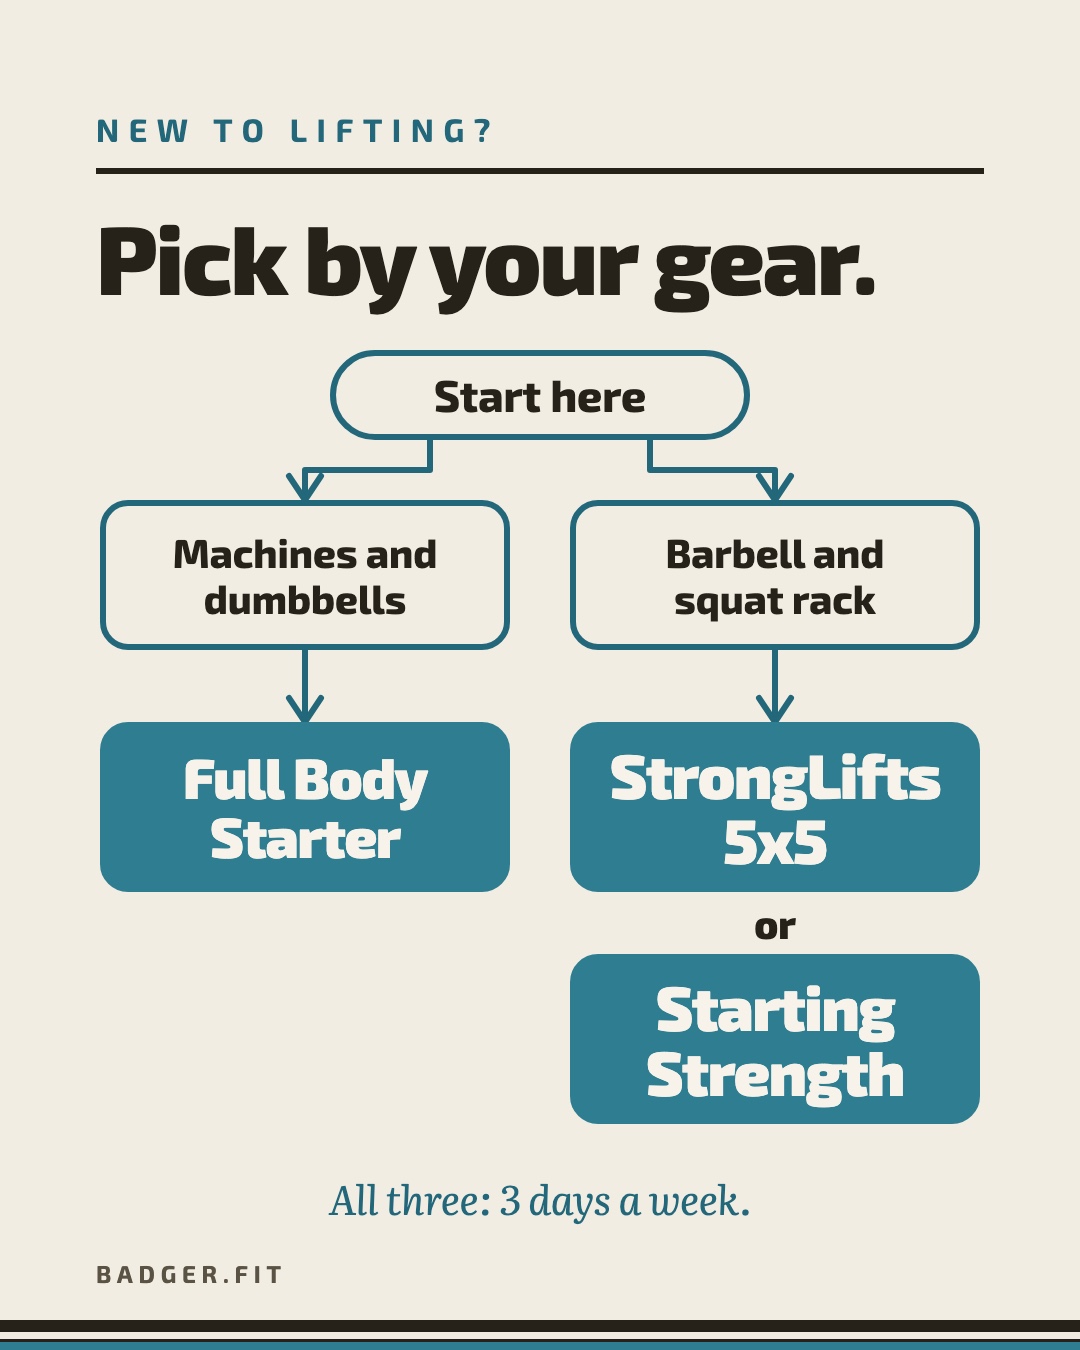 NEW TO LIFTING?
Pick by your gear.
Start here
Machines and
dumbbells
Barbell and
squat rack
Full Body
Starter
StrongLifts
5x5
or
Starting
Strength
All three: 3 days a week.
BADGER.FIT